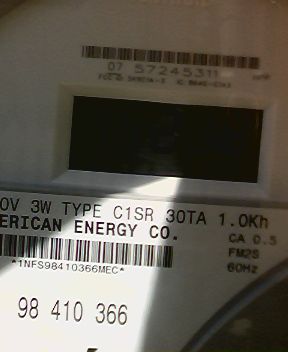 07 57245311
0V 3W TYPE C1SR 30TA 1.0Kh
ERICAN ENERGY CO.
CA 0.5
*1NFS98410366MEC*
FM2S
60Hz
98 410 366